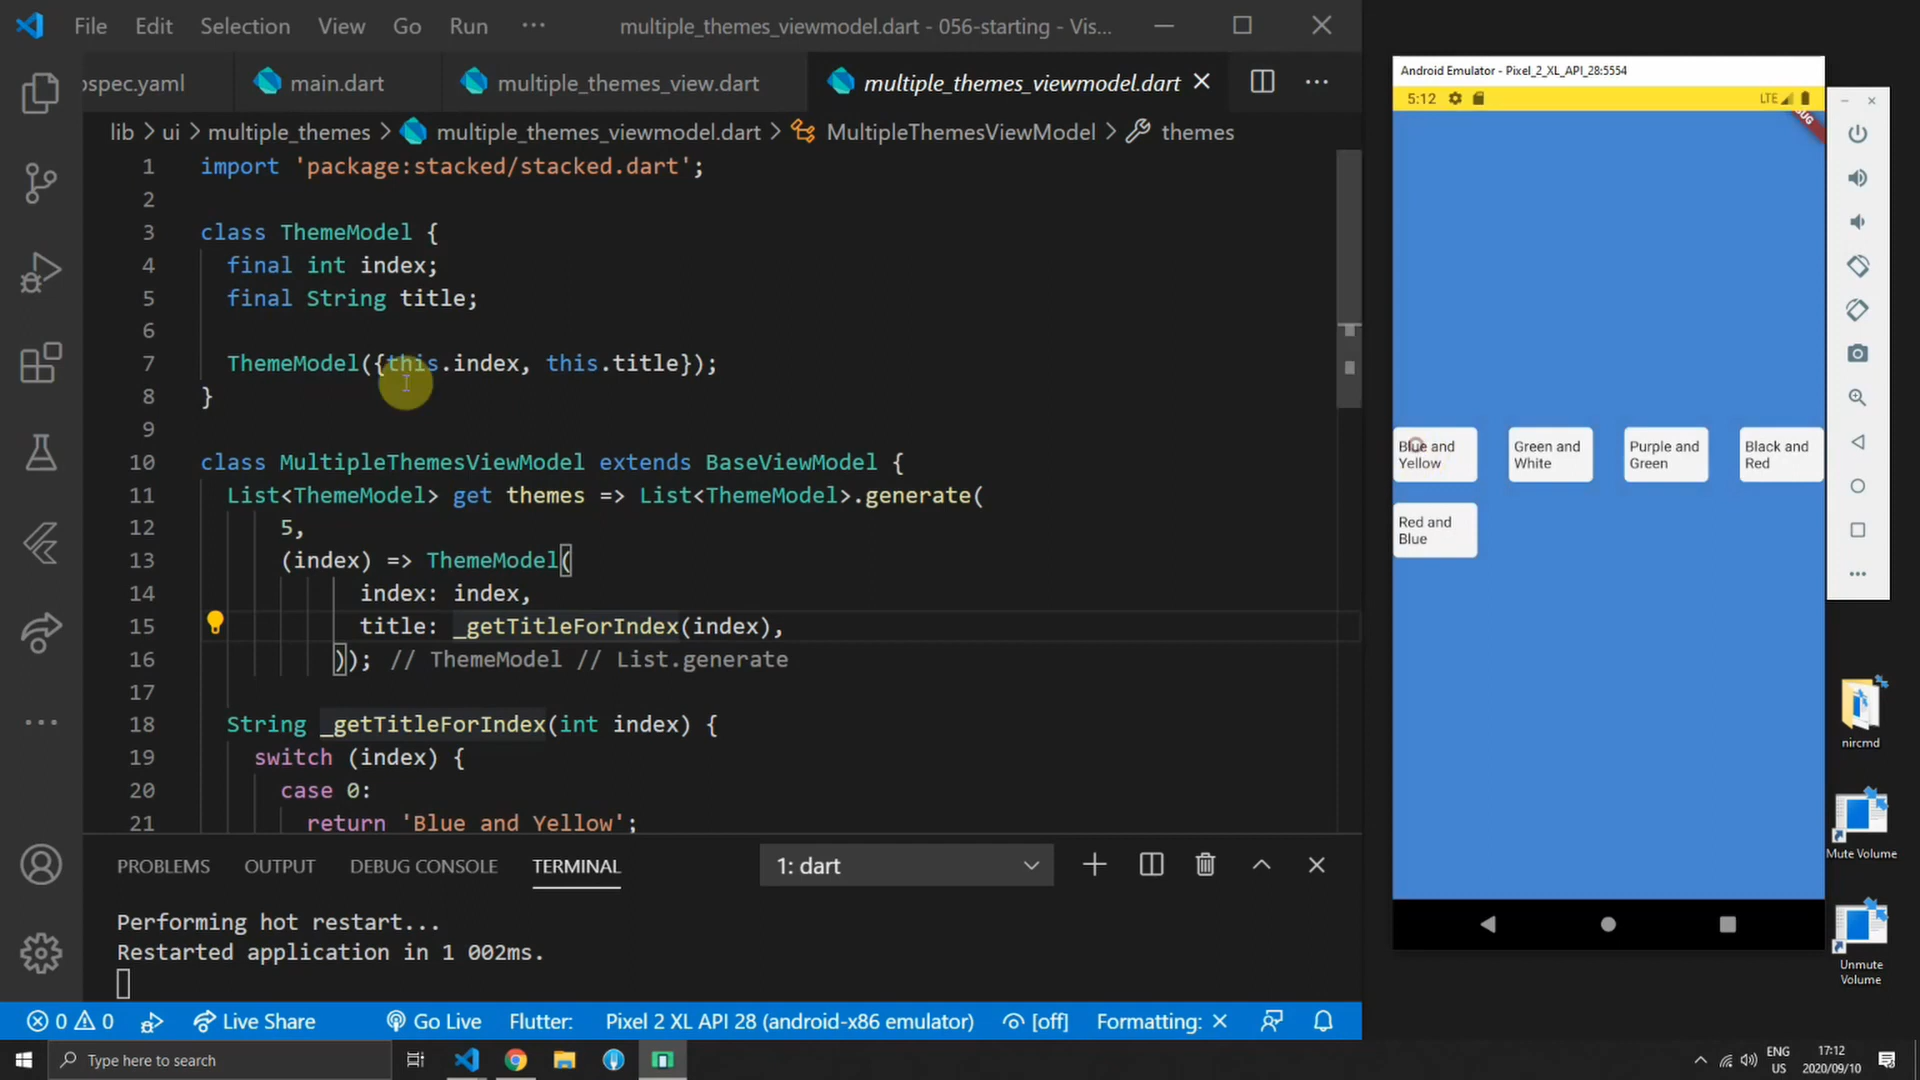 File Edit Selection View Go Run ··· multiple_themes_viewmodel.dart - 056-starting - Vis...
ospec.yaml main.dart multiple_themes_view.dart multiple_themes_viewmodel.dart
lib > ui > multiple_themes > multiple_themes_viewmodel.dart > MultipleThemesViewModel > themes
1 import 'package:stacked/stacked.dart';
2
3 class ThemeModel {
4 final int index;
5 final String title;
6
7 ThemeModel({this.index, this.title});
8 }
9
10 class MultipleThemesViewModel extends BaseViewModel {
11 List<ThemeModel> get themes => List<ThemeModel>.generate(
12 5,
13 (index) => ThemeModel(
14 index: index,
15 title: _getTitleForIndex(index),
16 )); // ThemeModel // List.generate
17
18 String _getTitleForIndex(int index) {
19 switch (index) {
20 case 0:
21 return 'Blue and Yellow';
PROBLEMS OUTPUT DEBUG CONSOLE TERMINAL 1: dart
Performing hot restart...
Restarted application in 1 002ms.
0 0 Live Share Go Live Flutter: Pixel 2 XL API 28 (android-x86 emulator) [off] Formatting: ×
Android Emulator - Pixel_2_XL_API_28:5554
5:12 LTE
Blue and
Yellow
Green and
White
Purple and
Green
Black and
Red
Red and
Blue
nircmd
Mute Volume
Unmute
Volume
Type here to search
ENG
US
17:12
2020/09/10